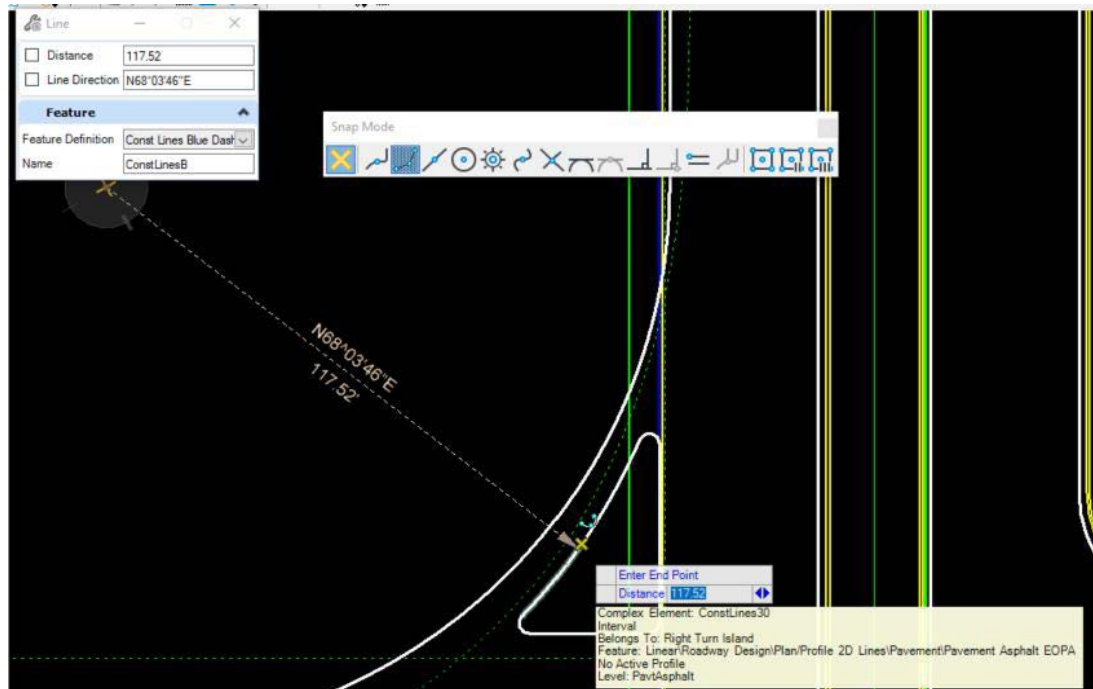 Line
Distance 117.52
Line Direction N68°03'46"E
Feature
Feature Definition Const Lines Blue Dash
Name ConstLinesB
Snap Mode
N68^03'46"E
117.52'
Enter End Point
Distance 117.52
Complex Element: ConstLines30
Interval
Belongs To: Right Turn Island
Feature: Linear\Roadway Design\Plan/Profile 2D Lines\Pavement\Pavement Asphalt EOPA
No Active Profile
Level: PavtAsphalt